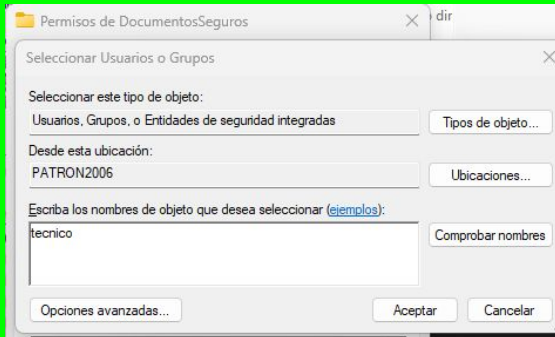 Permisos de DocumentosSeguros
dir
Seleccionar Usuarios o Grupos
Seleccionar este tipo de objeto:
Usuarios, Grupos, o Entidades de seguridad integradas
Tipos de objeto...
Desde esta ubicación:
PATRON2006
Ubicaciones...
Escriba los nombres de objeto que desea seleccionar (ejemplos):
tecnico
Comprobar nombres
Opciones avanzadas...
Aceptar
Cancelar